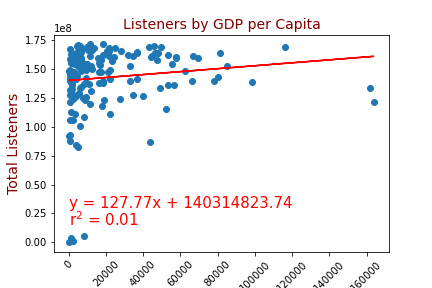 Listeners by GDP per Capita
1e8
1.75
1.50
1.25
1.00
0.75
0.50
0.25
0.00
Total Listeners
y = 127.77x + 140314823.74
r² = 0.01
0 20000 40000 60000 80000 100000 120000 140000 160000